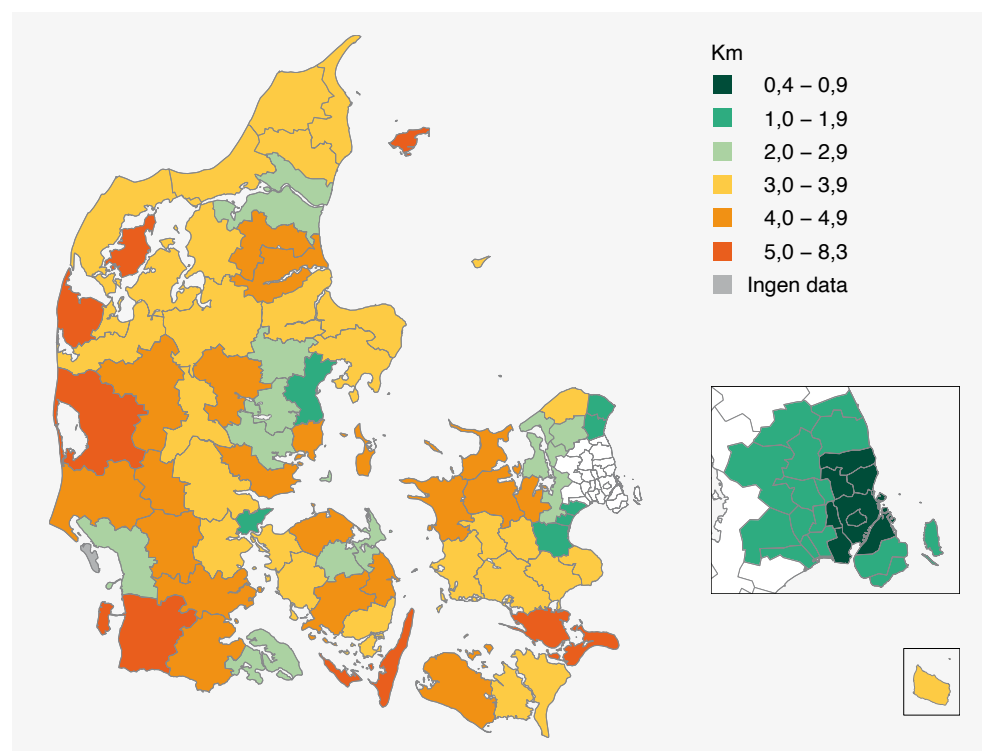 Km
0,4 – 0,9
1,0 – 1,9
2,0 – 2,9
3,0 – 3,9
4,0 – 4,9
5,0 – 8,3
Ingen data